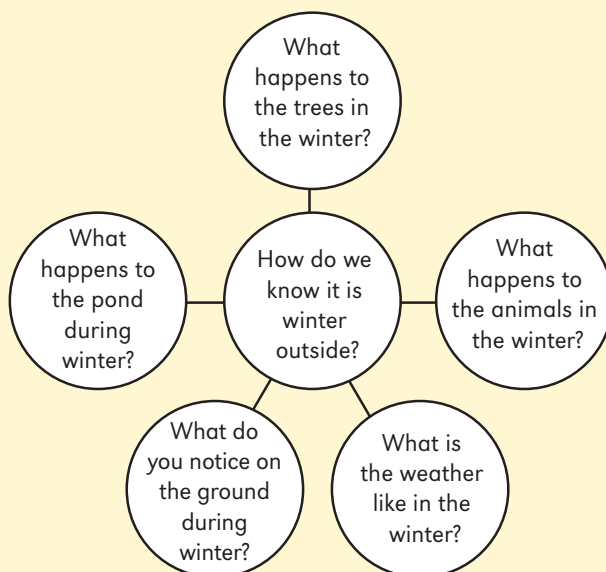 What
happens to
the trees in
the winter?
What
happens to
the pond
during
winter?
How do we
know it is
winter
outside?
What
happens to
the animals in
the winter?
What do
you notice on
the ground
during
winter?
What is
the weather
like in the
winter?